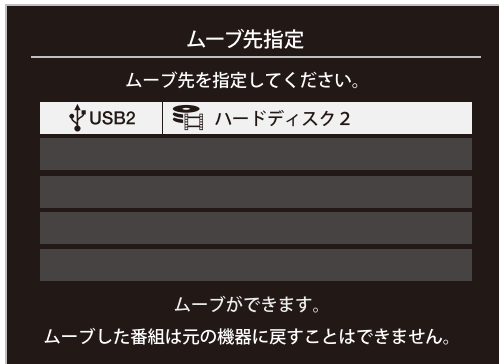 ムーブ先指定
ムーブ先を指定してください。
USB2 ハードディスク２
ムーブができます。
ムーブした番組は元の機器に戻すことはできません。